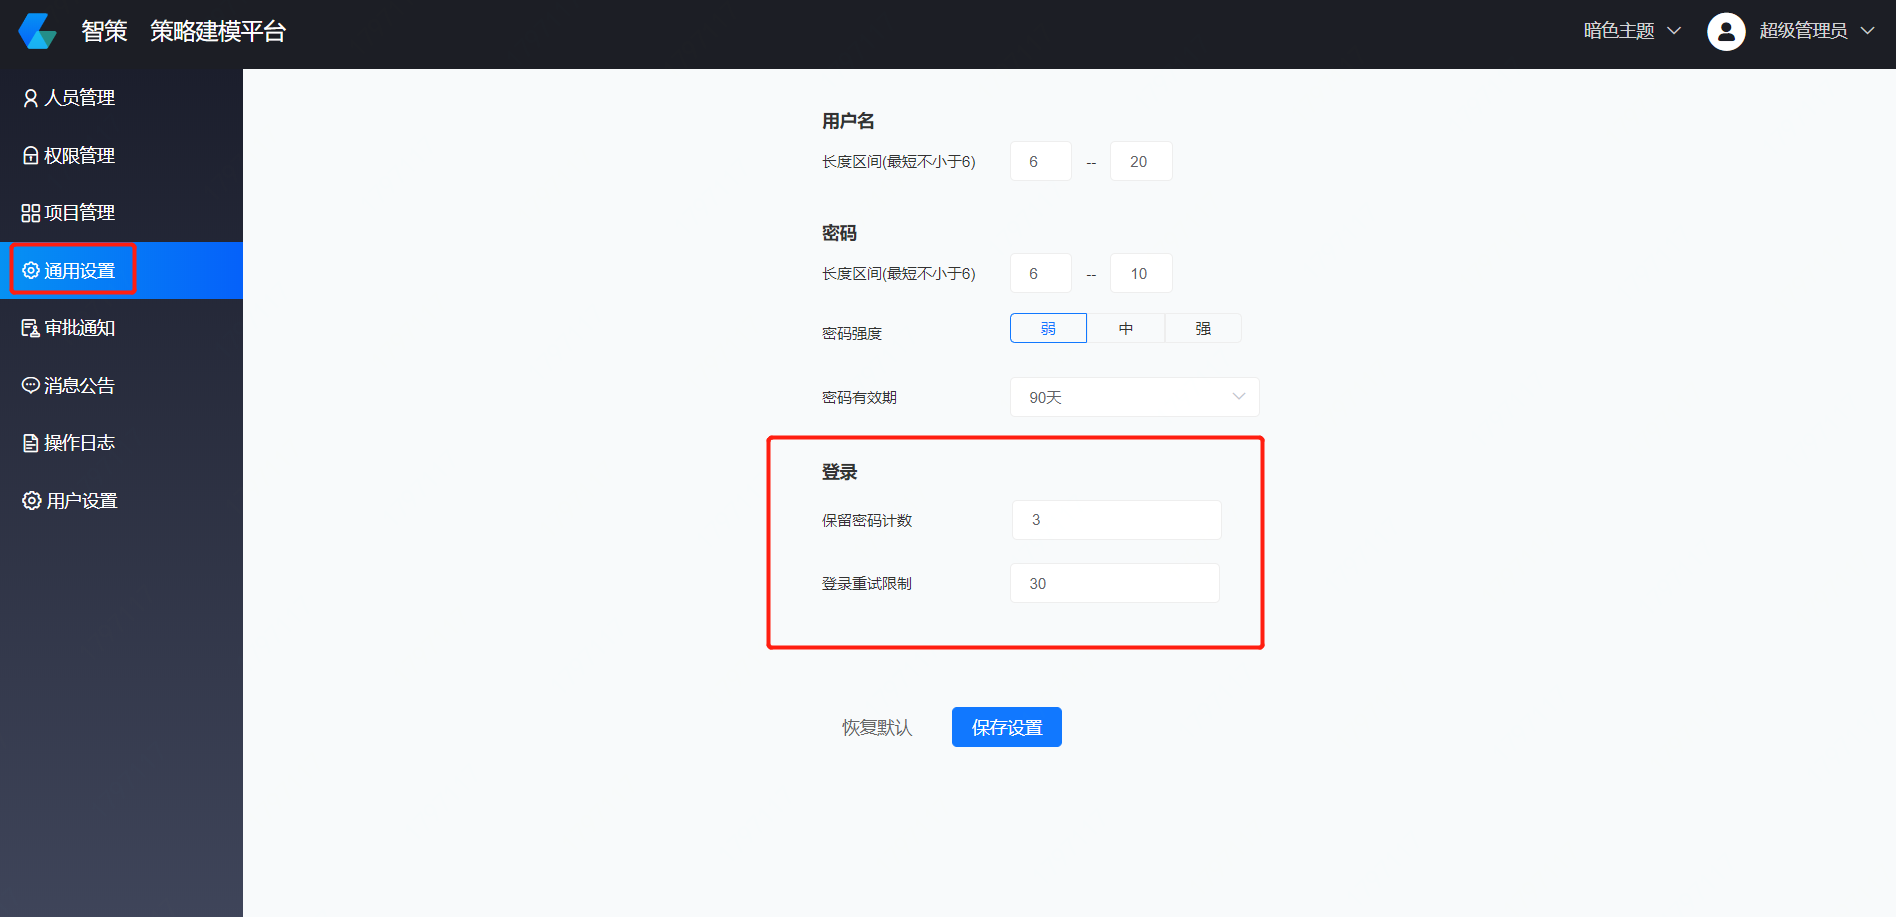 智策 策略建模平台
暗色主题
超级管理员
人员管理
权限管理
项目管理
通用设置
审批通知
消息公告
操作日志
用户设置
用户名
长度区间(最短不小于6) 6 -- 20
密码
长度区间(最短不小于6) 6 -- 10
密码强度 弱 中 强
密码有效期 90天
登录
保留密码计数 3
登录重试限制 30
恢复默认 保存设置